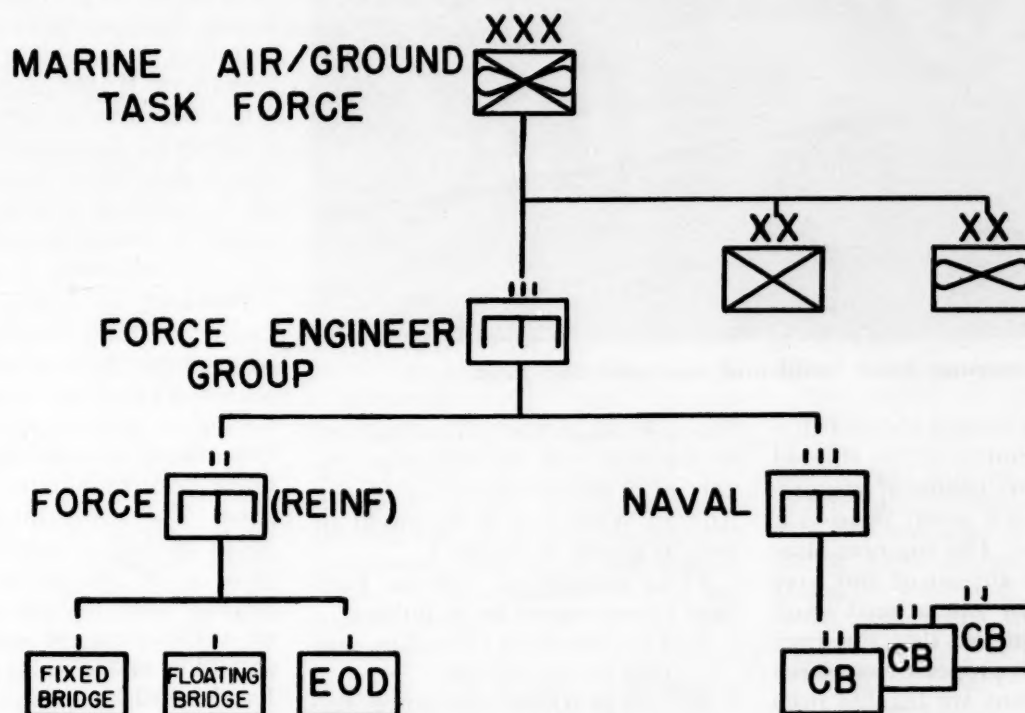 XXX
MARINE AIR/GROUND
TASK FORCE
XX XX
III
FORCE ENGINEER
GROUP
II III
FORCE (REINF) NAVAL
I I I II II II
FIXED
BRIDGE
FLOATING
BRIDGE
EOD
CB CB CB